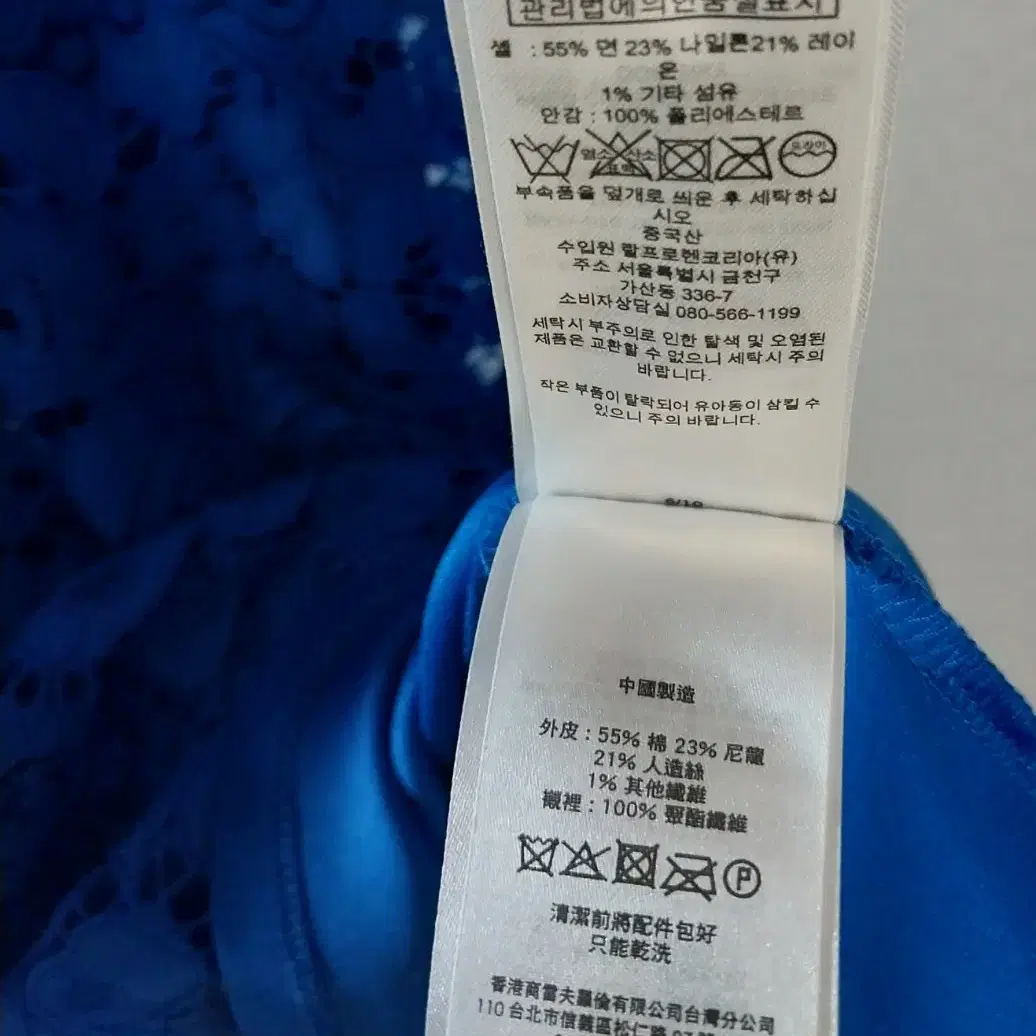 관리법에의한품질표시
셸 : 55% 면 23% 나일론21% 레이
온
1% 기타 섬유
안감 : 100% 폴리에스테르
염소 산소
표백
드라이
부속품을 덮개로 씌운 후 세탁하십
시오
중국산
수입원 랄프로렌코리아(유)
주소 서울특별시 금천구
가산동 336-7
소비자상담실 080-566-1199
세탁시 부주의로 인한 탈색 및 오염된
제품은 교환할 수 없으니 세탁시 주의
바랍니다.
작은 부품이 탈락되어 유아동이 삼킬 수
있으니 주의 바랍니다.
中國製造
外皮 : 55% 棉 23% 尼龍
21% 人造絲
1% 其他纖維
襯裡 : 100% 聚酯纖維
P
清潔前將配件包好
只能乾洗
香港商雷夫羅倫有限公司台灣分公司
110 台北市信義區松仁路